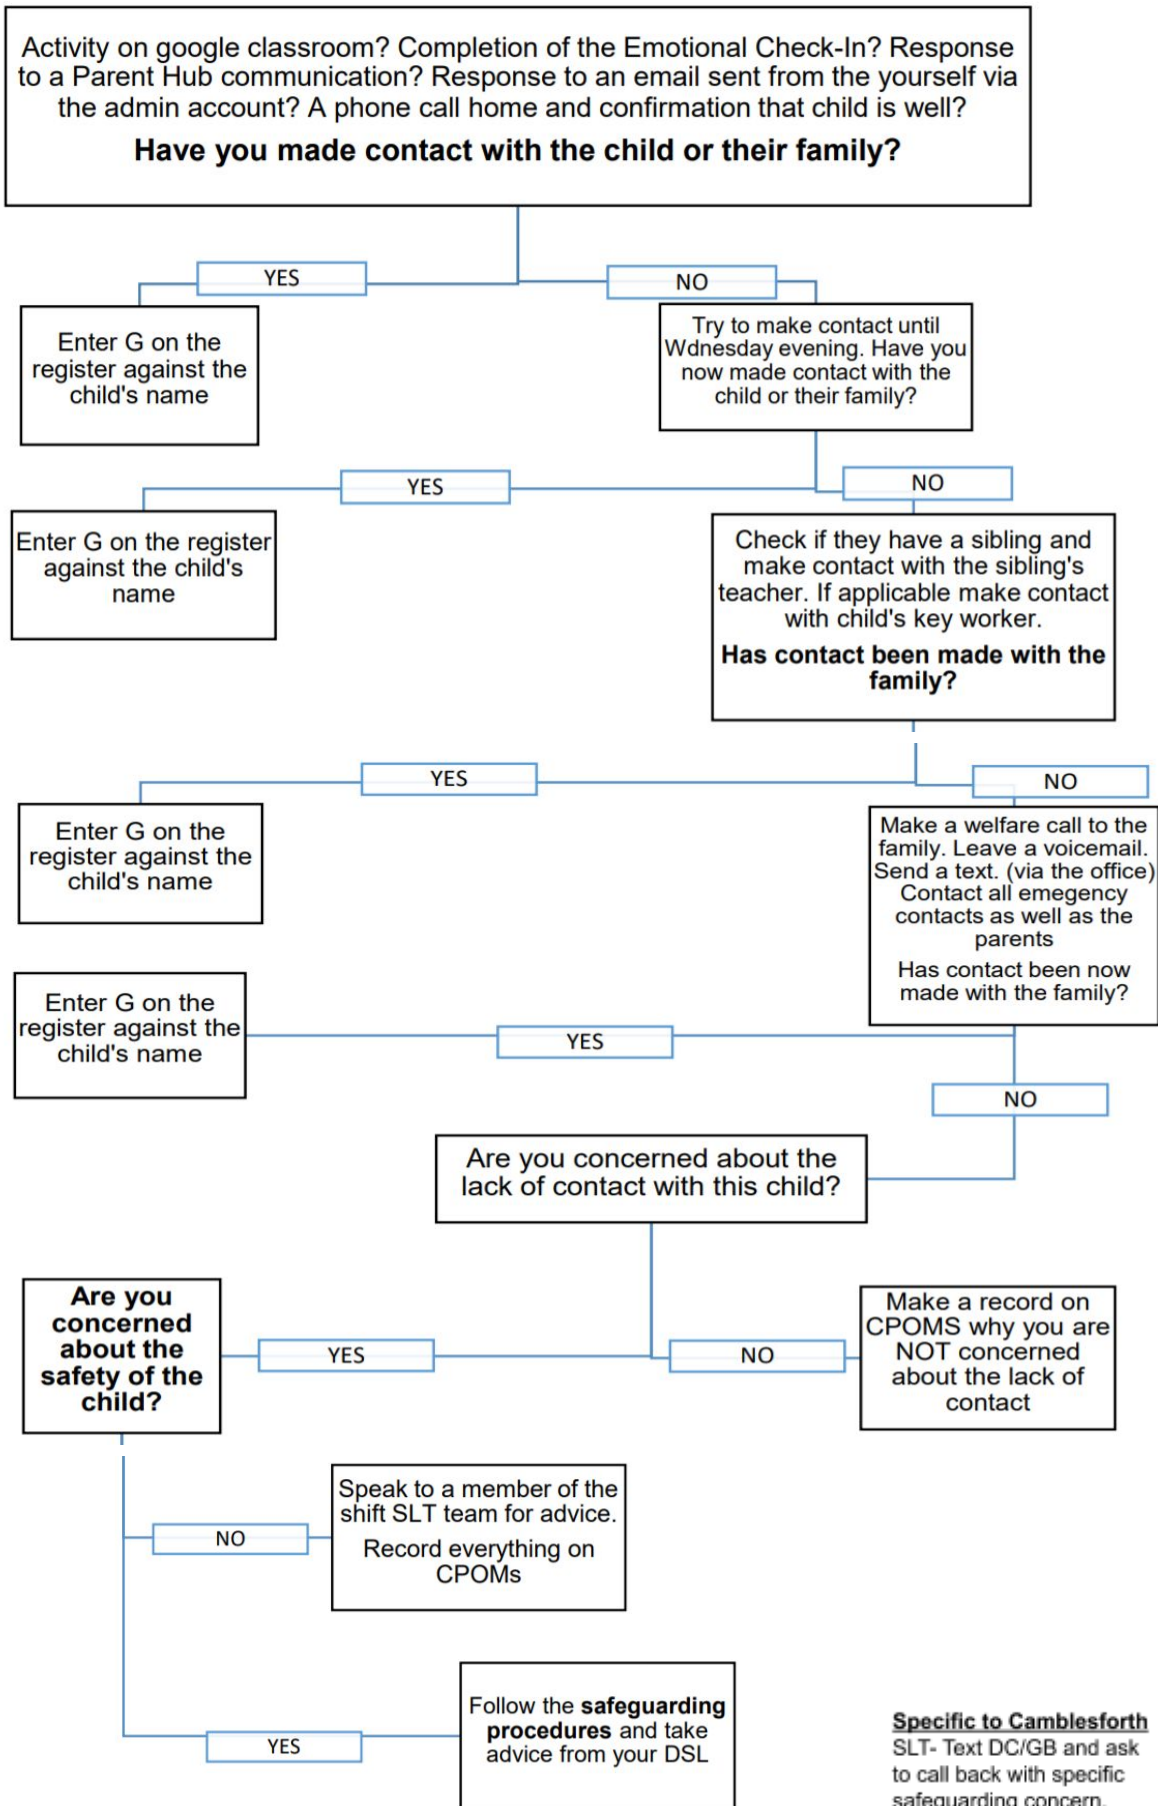 Activity on google classroom? Completion of the Emotional Check-In? Response
to a Parent Hub communication? Response to an email sent from the yourself via
the admin account? A phone call home and confirmation that child is well?
Have you made contact with the child or their family?
YES
NO
Enter G on the
register against the
child's name
Try to make contact until
Wdnesday evening. Have you
now made contact with the
child or their family?
YES
NO
Enter G on the register
against the child's
name
Check if they have a sibling and
make contact with the sibling's
teacher. If applicable make contact
with child's key worker.
Has contact been made with the
family?
YES
NO
Enter G on the
register against the
child's name
Make a welfare call to the
family. Leave a voicemail.
Send a text. (via the office)
Contact all emegency
contacts as well as the
parents
Has contact been now
made with the family?
Enter G on the
register against the
child's name
YES
NO
Are you concerned about the
lack of contact with this child?
Are you
concerned
about the
safety of the
child?
YES
NO
Make a record on
CPOMS why you are
NOT concerned
about the lack of
contact
NO
Speak to a member of the
shift SLT team for advice.
Record everything on
CPOMs
YES
Follow the safeguarding
procedures and take
advice from your DSL
Specific to Camblesforth
SLT- Text DC/GB and ask
to call back with specific
safeguarding concern.